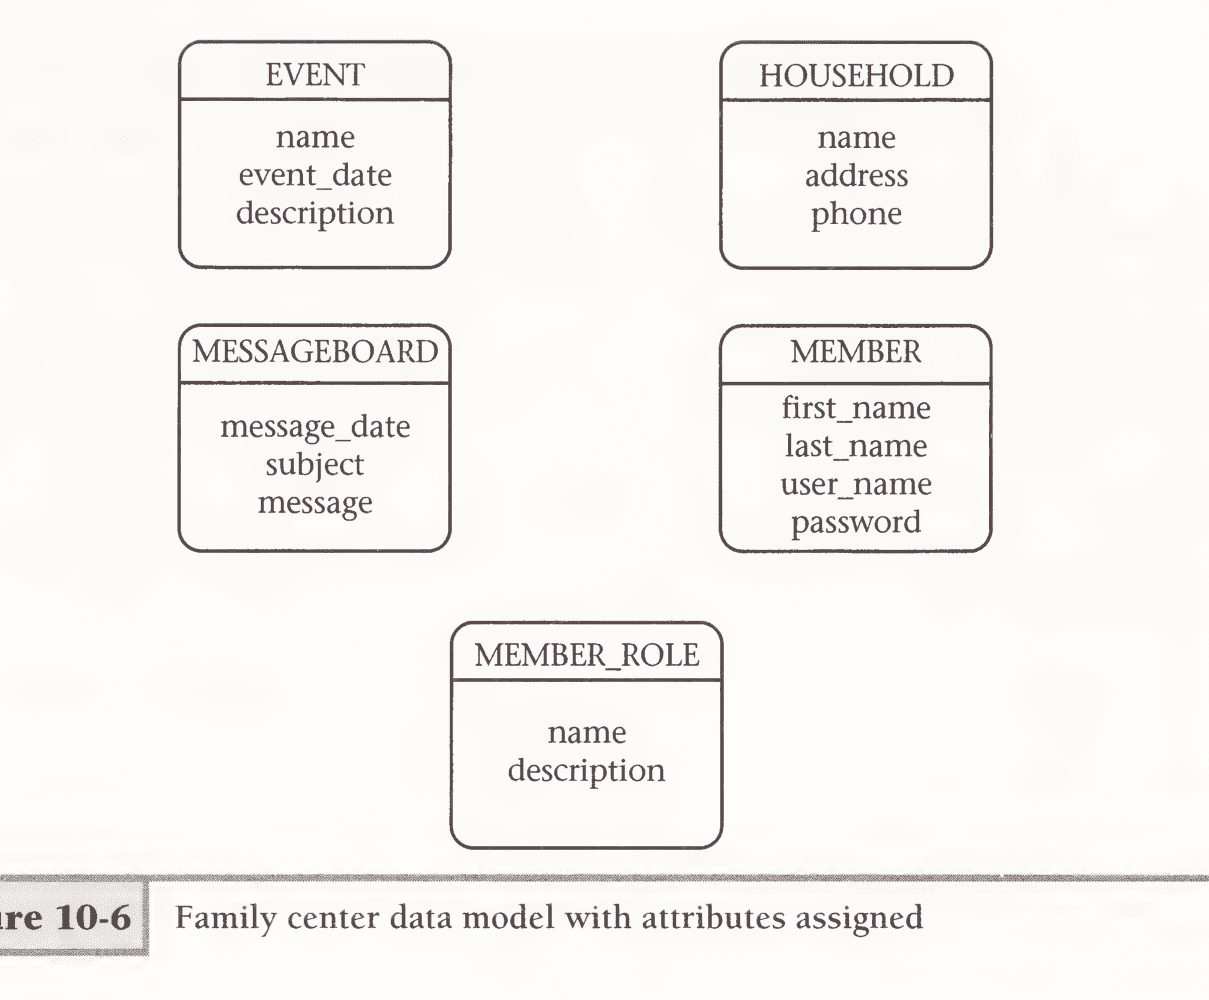 EVENT
name
event_date
description
HOUSEHOLD
name
address
phone
MESSAGEBOARD
message_date
subject
message
MEMBER
first_name
last_name
user_name
password
MEMBER_ROLE
name
description
re 10-6 Family center data model with attributes assigned